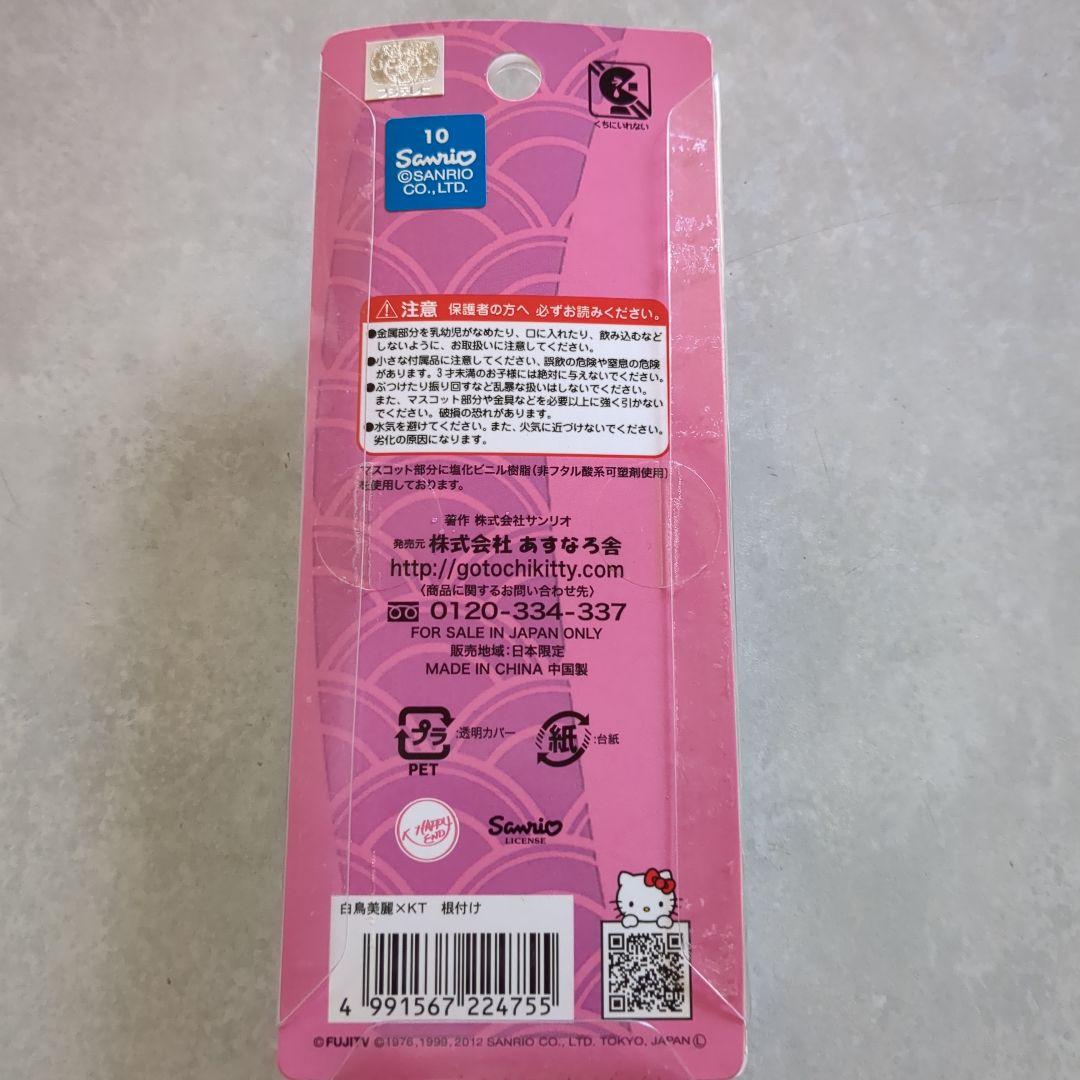 フジテレビ
くちにいれない
10
Sanrio
©SANRIO
CO.,LTD.
注意 保護者の方へ 必ずお読みください。
●金属部分を乳幼児がなめたり、口に入れたり、飲み込むなど
しないように、お取扱いに注意してください。
●小さな付属品に注意してください、誤飲の危険や窒息の危険
があります。3才未満のお子様には絶対に与えないでください。
●ぶつけたり振り回すなど乱暴な扱いはしないでください。
また、マスコット部分や金具などを必要以上に強く引かない
でください。破損の恐れがあります。
●水気を避けてください。また、火気に近づけないでください。
劣化の原因になります。
マスコット部分に塩化ビニル樹脂(非フタル酸系可塑剤使用)
を使用しております。
著作 株式会社サンリオ
発売元 株式会社 あすなろ舎
http://gotochikitty.com
〈商品に関するお問い合わせ先〉
0120-334-337
FOR SALE IN JAPAN ONLY
販売地域:日本限定
MADE IN CHINA 中国製
プラ :透明カバー
PET
紙 :台紙
K HAPPY
END
Sanrio
LICENSE
白鳥美麗×KT 根付け
4 991567 224755
©FUJITV ©1976,1999,2012 SANRIO CO., LTD. TOKYO, JAPAN Ⓛ